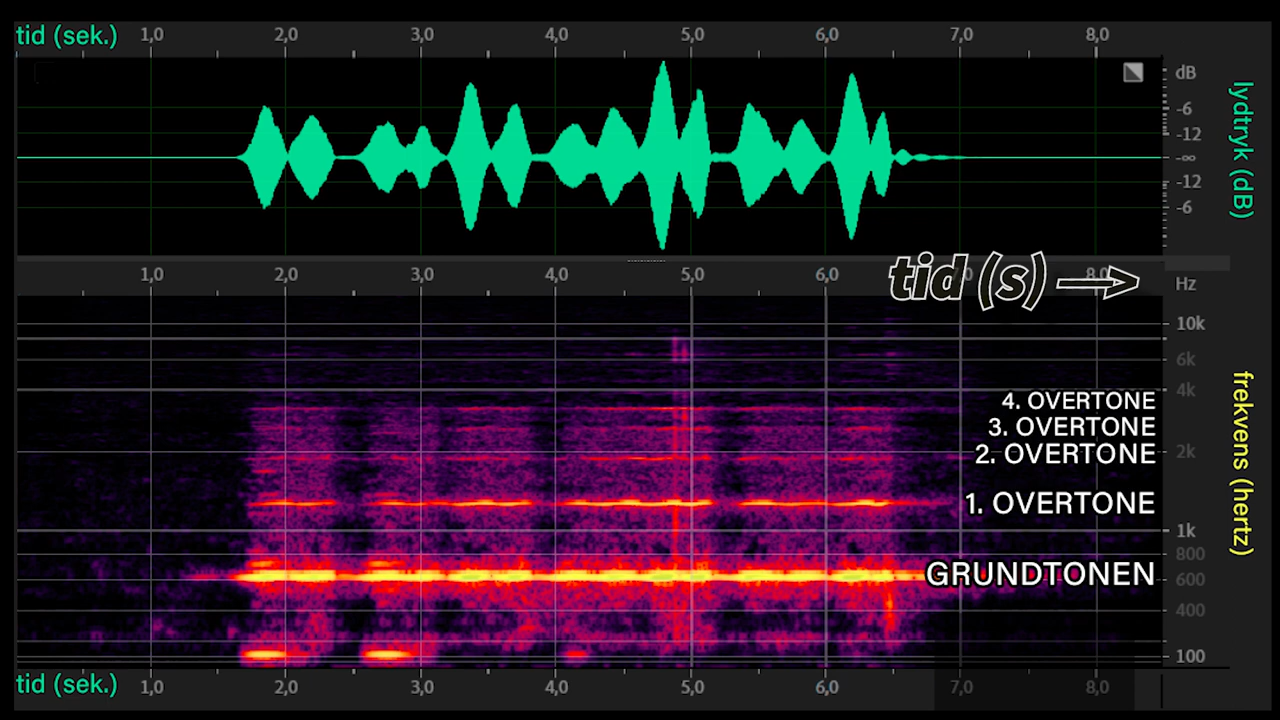 tid (sek.) 1,0 2,0 3,0 4,0 5,0 6,0 7,0 8,0
dB
-6
-12
-∞
-12
-6
lydtryk (dB)
1,0 2,0 3,0 4,0 5,0 6,0 8,0
tid (s)
Hz
10k
6k
4k
4. OVERTONE
3. OVERTONE
2. OVERTONE 2k
1. OVERTONE
1k
800
GRUNDTONEN 600
400
100
frekvens (hertz)
tid (sek.) 1,0 2,0 3,0 4,0 5,0 6,0 7,0 8,0